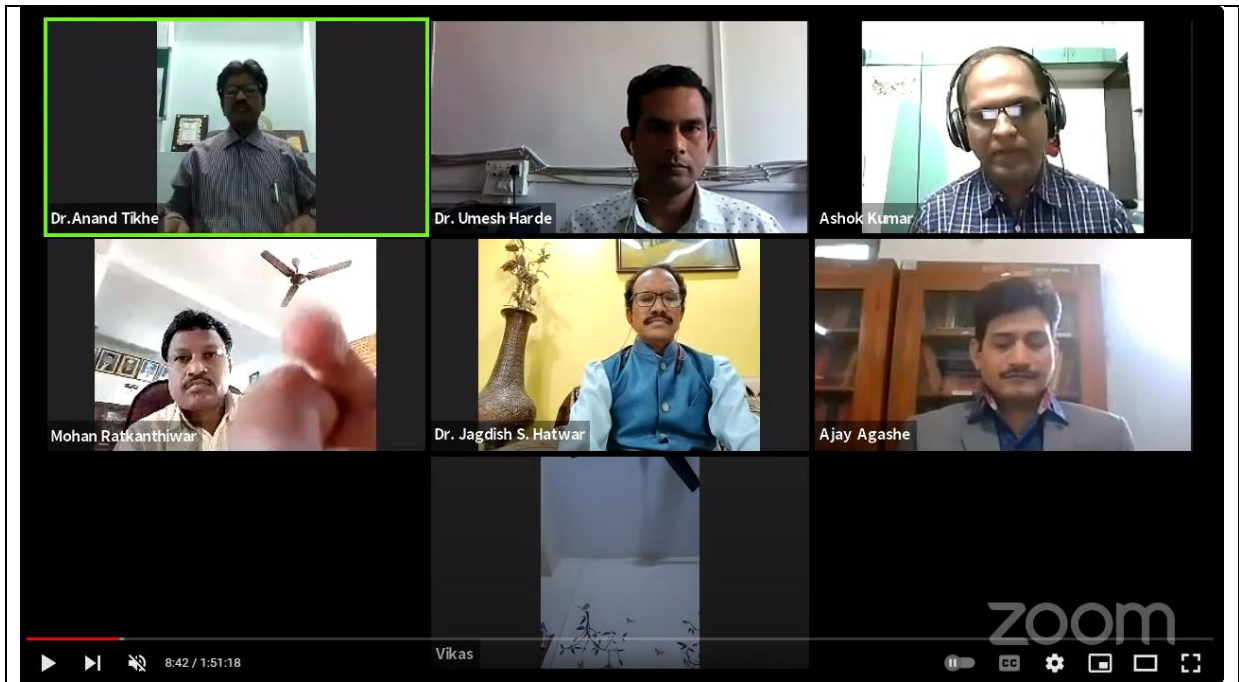 Dr.Anand Tikhe
Dr. Umesh Harde
Ashok Kumar
Mohan Ratkanthiwar
Dr. Jagdish S. Hatwar
Ajay Agashe
Vikas
zoom
8:42 / 1:51:18
CC